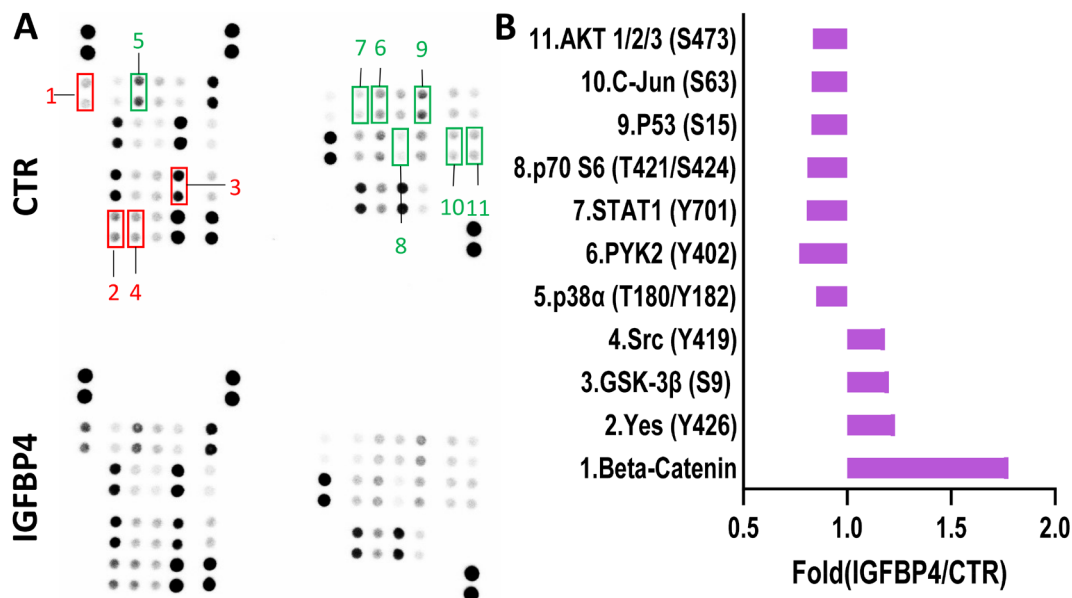 A
B
5
1
CTR
3
2 4
7 6 9
10 11
8
IGFBP4
11.AKT 1/2/3 (S473)
10.C-Jun (S63)
9.P53 (S15)
8.p70 S6 (T421/S424)
7.STAT1 (Y701)
6.PYK2 (Y402)
5.p38α (T180/Y182)
4.Src (Y419)
3.GSK-3β (S9)
2.Yes (Y426)
1.Beta-Catenin
0.5 1.0 1.5 2.0
Fold(IGFBP4/CTR)